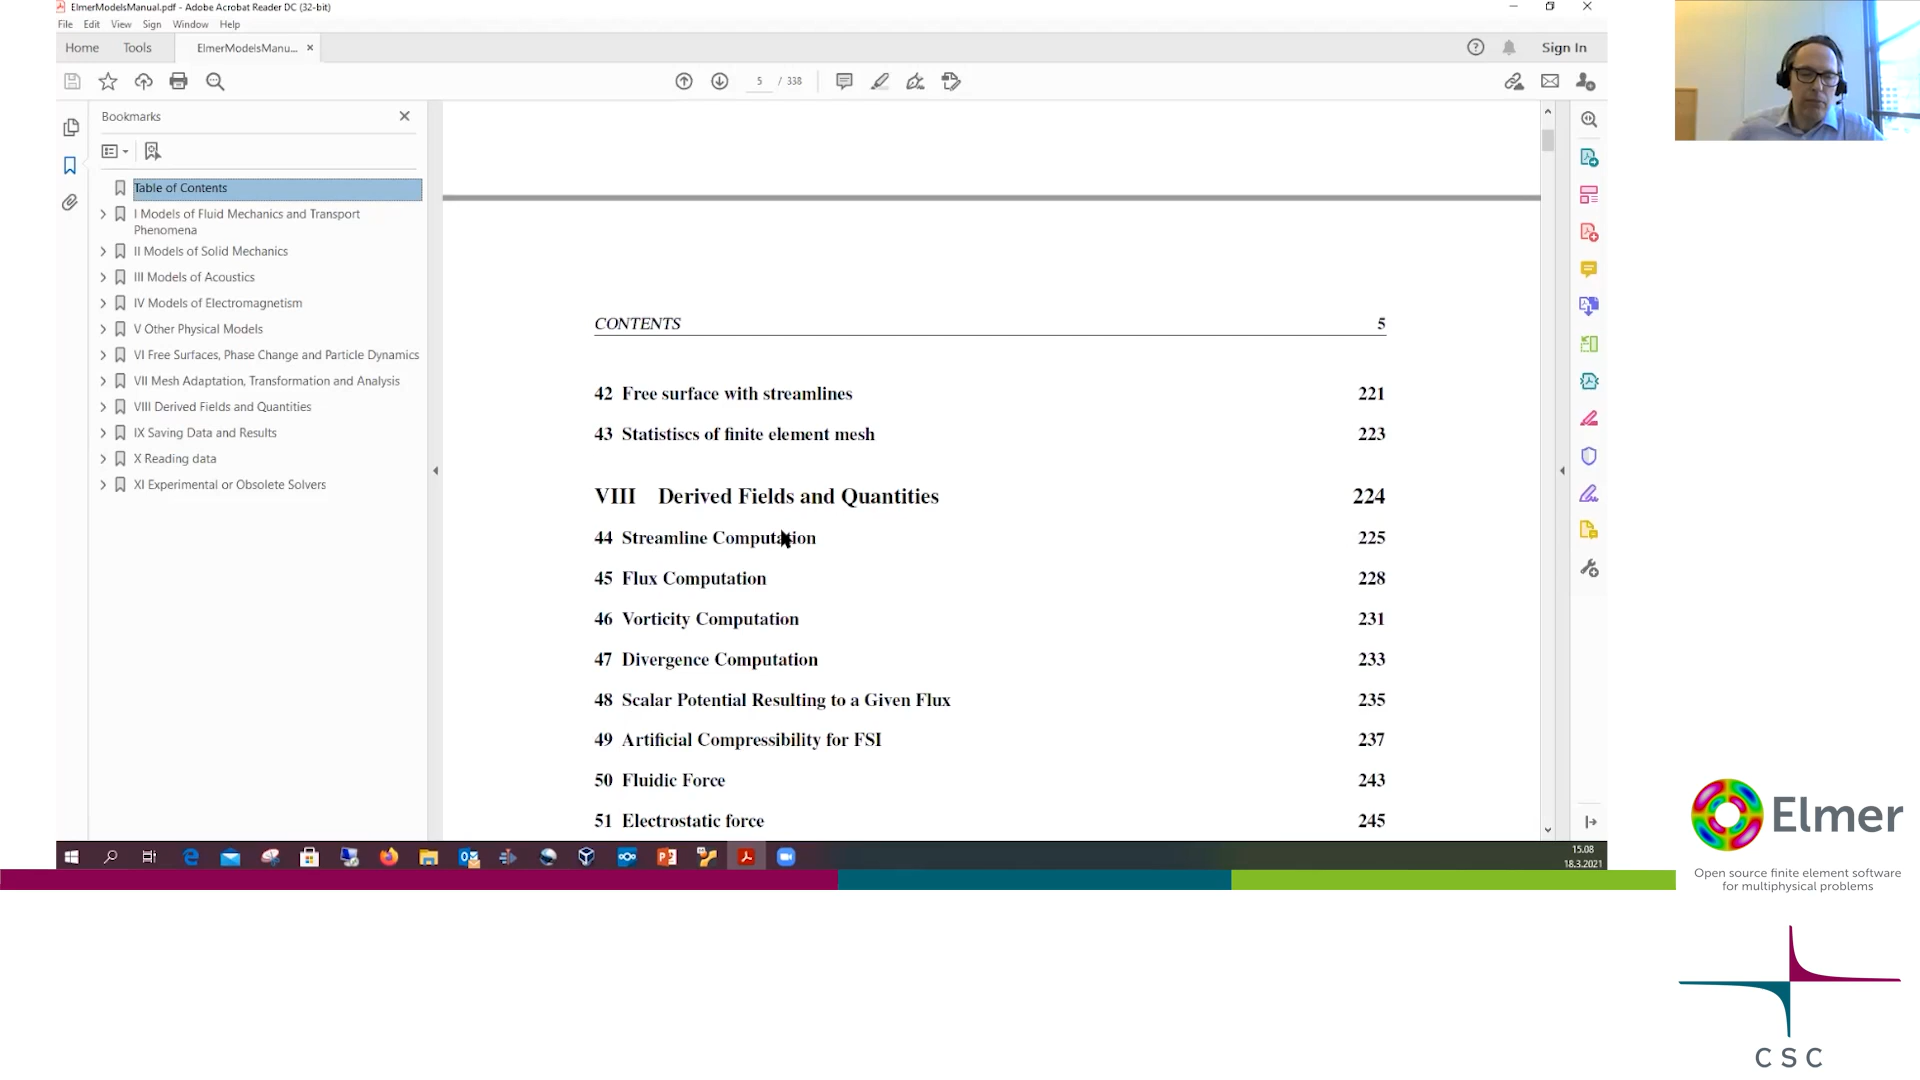 ElmerModelsManual.pdf - Adobe Acrobat Reader DC (32-bit)
File Edit View Sign Window Help
Home Tools ElmerModelsManu... × Sign In
5 / 338
Bookmarks
Table of Contents
I Models of Fluid Mechanics and Transport
Phenomena
II Models of Solid Mechanics
III Models of Acoustics
IV Models of Electromagnetism
V Other Physical Models
VI Free Surfaces, Phase Change and Particle Dynamics
VII Mesh Adaptation, Transformation and Analysis
VIII Derived Fields and Quantities
IX Saving Data and Results
X Reading data
XI Experimental or Obsolete Solvers
CONTENTS 5
42 Free surface with streamlines 221
43 Statistiscs of finite element mesh 223
VIII Derived Fields and Quantities 224
44 Streamline Computation 225
45 Flux Computation 228
46 Vorticity Computation 231
47 Divergence Computation 233
48 Scalar Potential Resulting to a Given Flux 235
49 Artificial Compressibility for FSI 237
50 Fluidic Force 243
51 Electrostatic force 245
15.08
18.3.2021
Elmer
Open source finite element software
for multiphysical problems
CSC